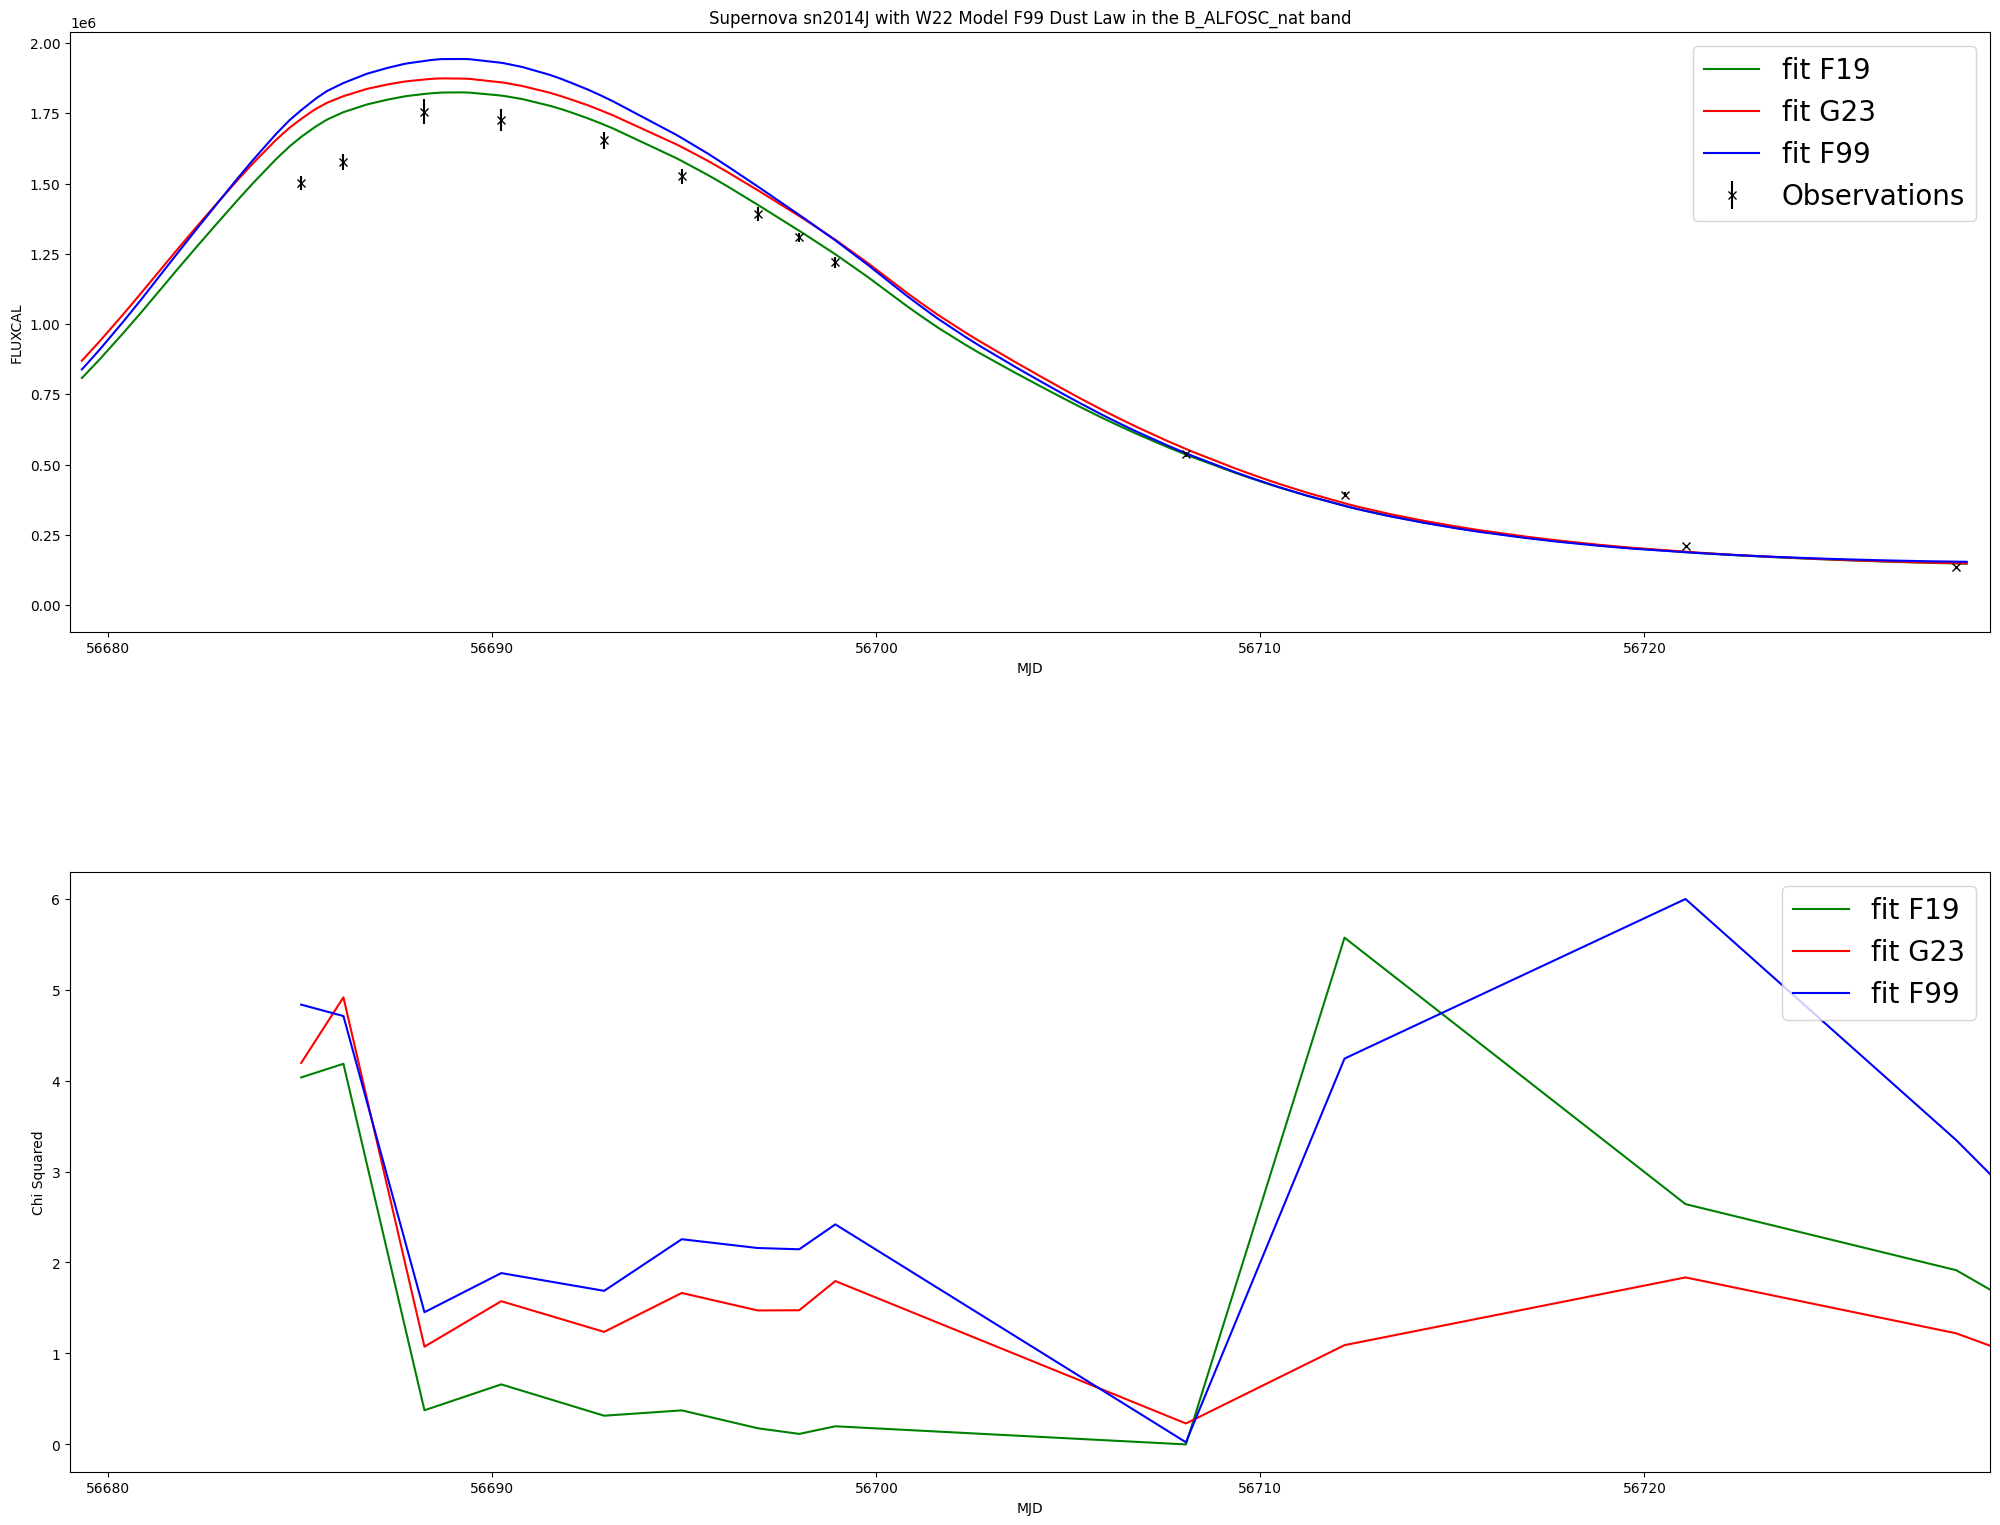 Supernova sn2014J with W22 Model F99 Dust Law in the B_ALFOSC_nat band
1e6
2.00
1.75
1.50
1.25
1.00
0.75
0.50
0.25
0.00
FLUXCAL
fit F19
fit G23
fit F99
Observations
56680
56690
56700
56710
56720
MJD
6
5
4
3
2
1
0
Chi Squared
fit F19
fit G23
fit F99
56680
56690
56700
56710
56720
MJD